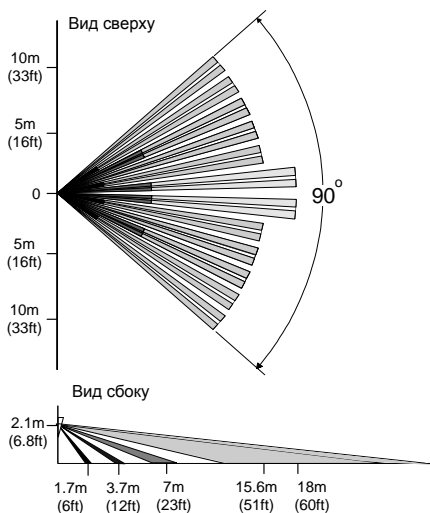 Вид сверху
10m
(33ft)
5m
(16ft)
0
90°
5m
(16ft)
10m
(33ft)
Вид сбоку
2.1m
(6.8ft)
1.7m 3.7m 7m 15.6m 18m
(6ft) (12ft) (23ft) (51ft) (60ft)